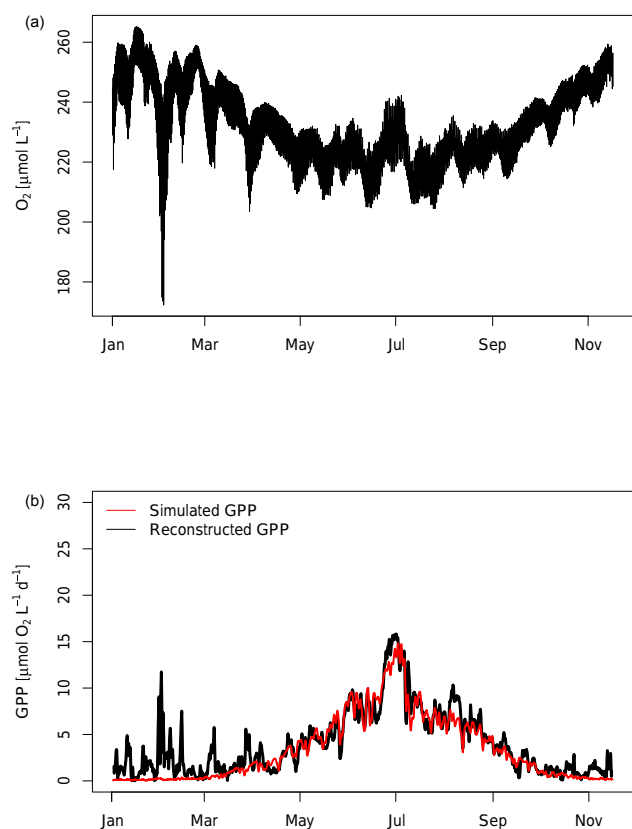 (a)
260
240
220
200
180
O₂ [μmol L⁻¹]
Jan Mar May Jul Sep Nov
(b)
30
25
20
15
10
5
0
GPP [μmol O₂ L⁻¹ d⁻¹]
Simulated GPP
Reconstructed GPP
Jan Mar May Jul Sep Nov